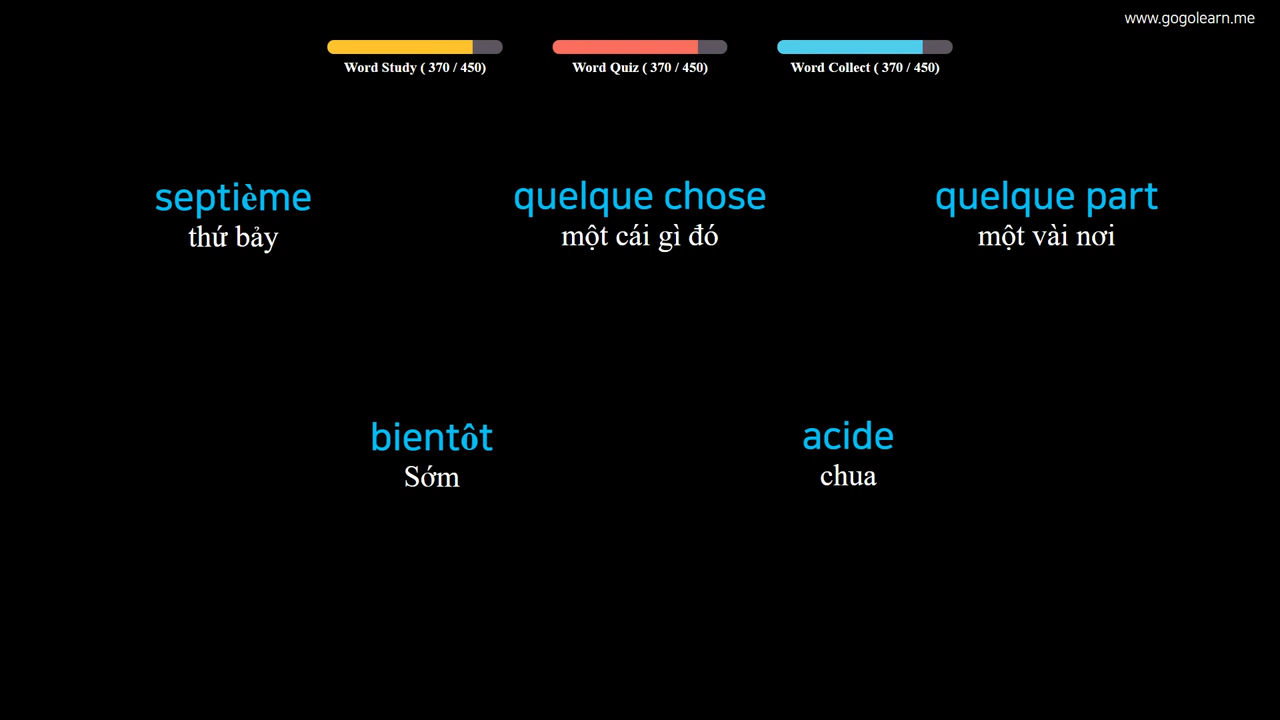 www.gogolearn.me
Word Study ( 370 / 450)
Word Quiz ( 370 / 450)
Word Collect ( 370 / 450)
septième
thứ bảy
quelque chose
một cái gì đó
quelque part
một vài nơi
bientôt
Sớm
acide
chua